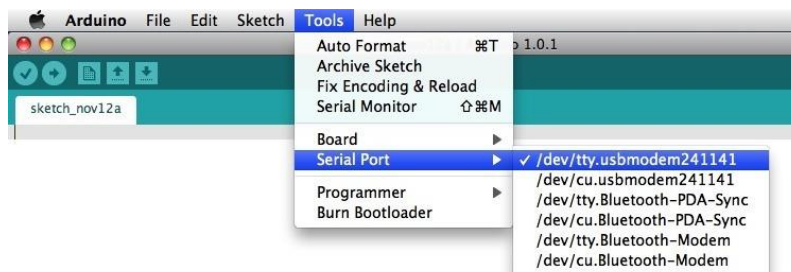 Arduino File Edit Sketch Tools Help
1.0.1
sketch_nov12a
Auto Format ⌘T
Archive Sketch
Fix Encoding & Reload
Serial Monitor ⇧⌘M
Board
Serial Port
Programmer
Burn Bootloader
✓ /dev/tty.usbmodem241141
/dev/cu.usbmodem241141
/dev/tty.Bluetooth-PDA-Sync
/dev/cu.Bluetooth-PDA-Sync
/dev/tty.Bluetooth-Modem
/dev/cu.Bluetooth-Modem